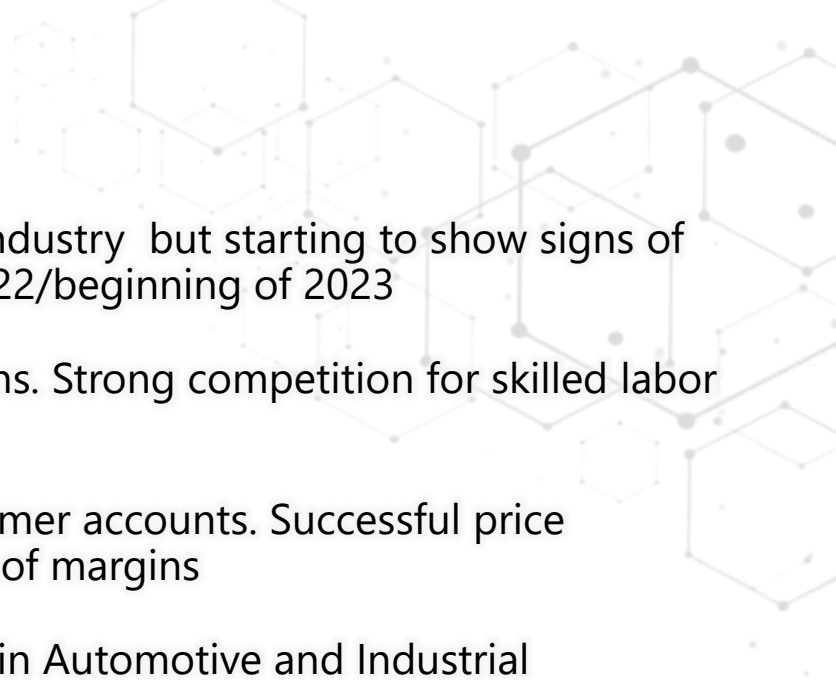 ndustry  but starting to show signs of
22/beginning of 2023
ns. Strong competition for skilled labor
mer accounts. Successful price
of margins
in Automotive and Industrial